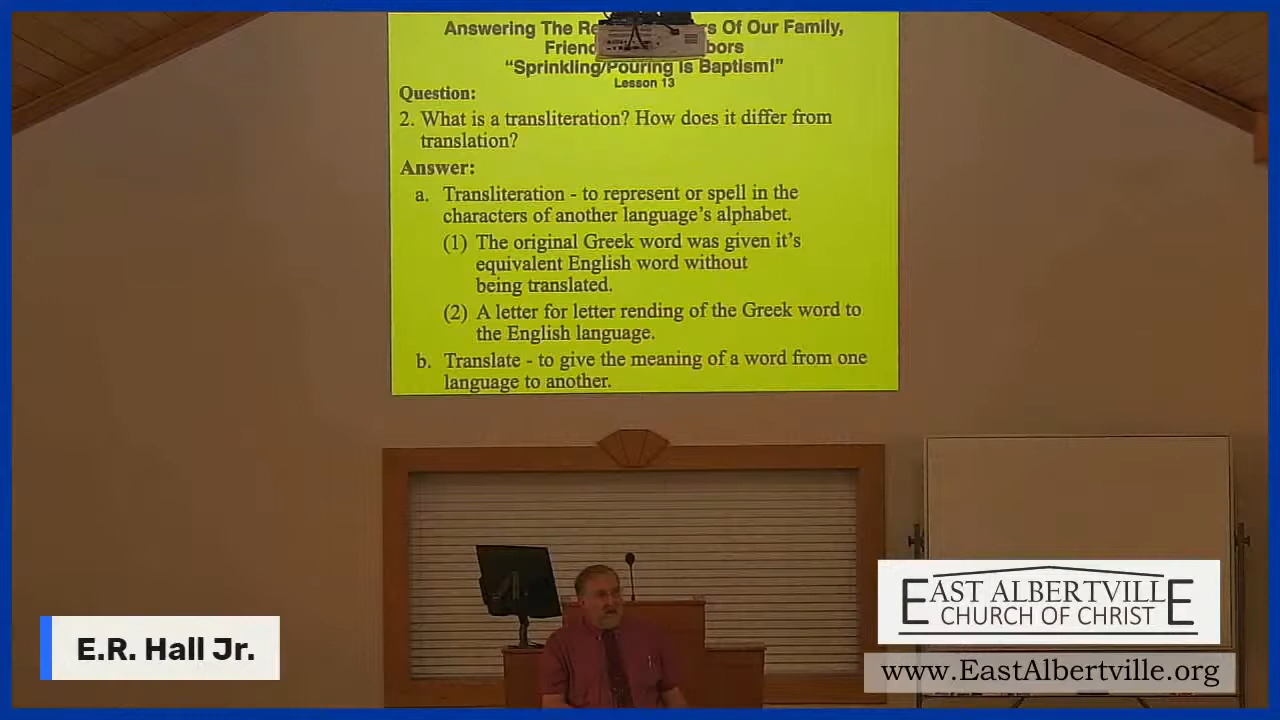 Answering The Re rs Of Our Family,
Frien bors
“Sprinkling/Pouring Is Baptism!”
Lesson 13
Question:
2. What is a transliteration? How does it differ from
translation?
Answer:
a. Transliteration - to represent or spell in the
characters of another language’s alphabet.
(1) The original Greek word was given it’s
equivalent English word without
being translated.
(2) A letter for letter rending of the Greek word to
the English language.
b. Translate - to give the meaning of a word from one
language to another.
E.R. Hall Jr.
EAST ALBERTVILLE
CHURCH OF CHRIST
www.EastAlbertville.org